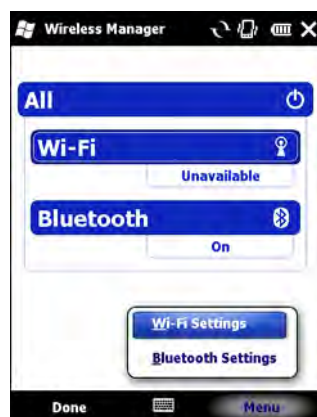 Wireless Manager
All
Wi-Fi
Unavailable
Bluetooth
On
Wi-Fi Settings
Bluetooth Settings
Done
Menu